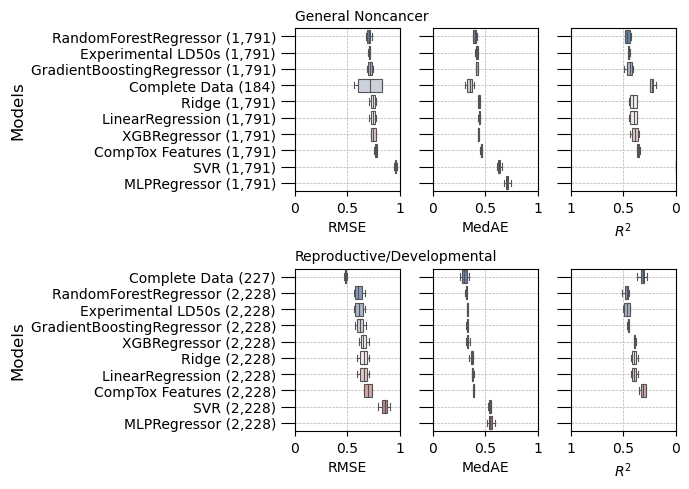 General Noncancer
Models
RandomForestRegressor (1,791)
Experimental LD50s (1,791)
GradientBoostingRegressor (1,791)
Complete Data (184)
Ridge (1,791)
LinearRegression (1,791)
XGBRegressor (1,791)
CompTox Features (1,791)
SVR (1,791)
MLPRegressor (1,791)
0 0.5 1 0 0.5 1 1 0.5 0
RMSE MedAE R²
Reproductive/Developmental
Models
Complete Data (227)
RandomForestRegressor (2,228)
Experimental LD50s (2,228)
GradientBoostingRegressor (2,228)
XGBRegressor (2,228)
Ridge (2,228)
LinearRegression (2,228)
CompTox Features (2,228)
SVR (2,228)
MLPRegressor (2,228)
0 0.5 1 0 0.5 1 1 0.5 0
RMSE MedAE R²